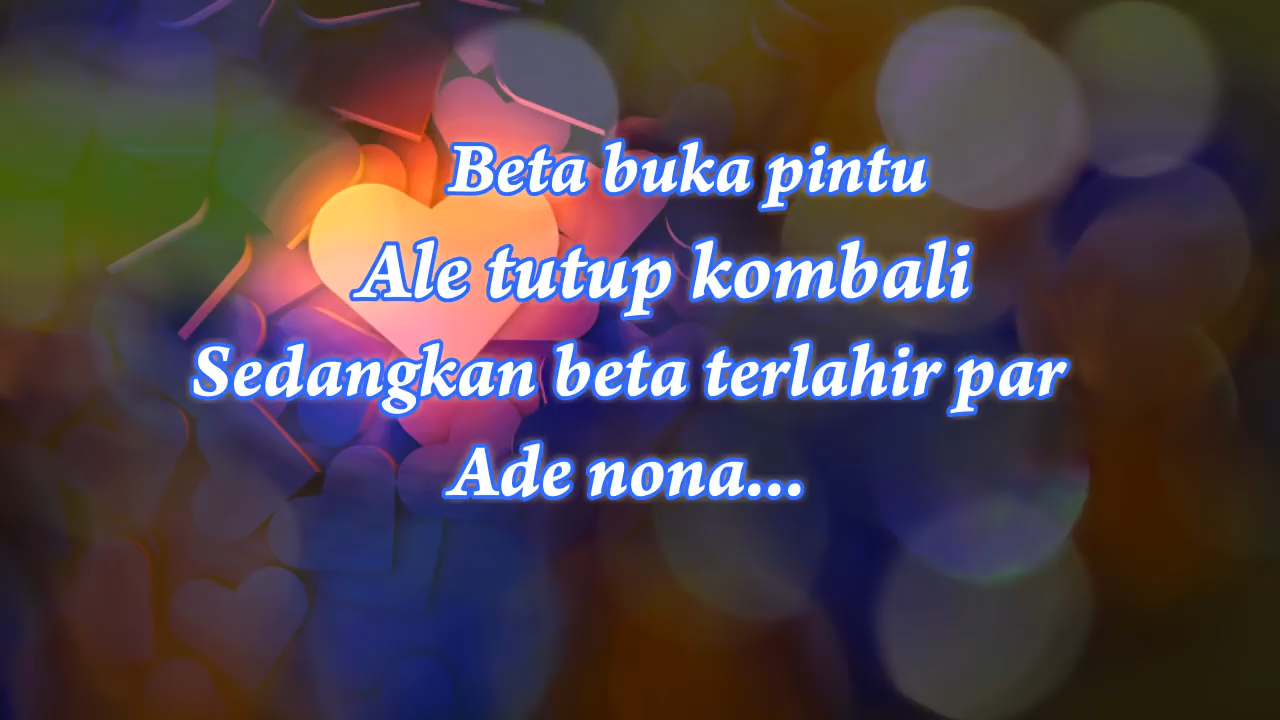 Beta buka pintu
Ale tutup kombali
Sedangkan beta terlahir par
Ade nona...